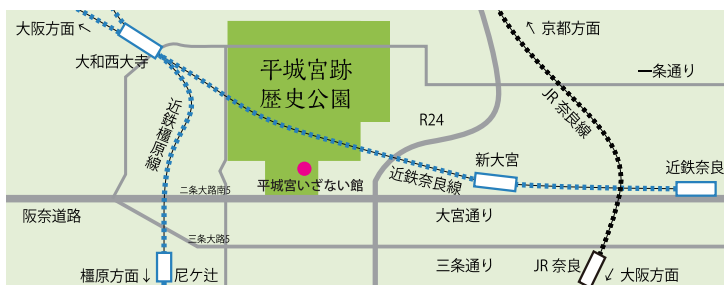 大阪方面←
↑京都方面
大和西大寺
平城宮跡
歴史公園
一条通り
近鉄橿原線
JR奈良線
R24
新大宮
近鉄奈良
近鉄奈良線
平城宮いざない館
二条大路南5
阪奈道路
大宮通り
三条大路5
三条通り
JR奈良
橿原方面↓
尼ケ辻
↓大阪方面